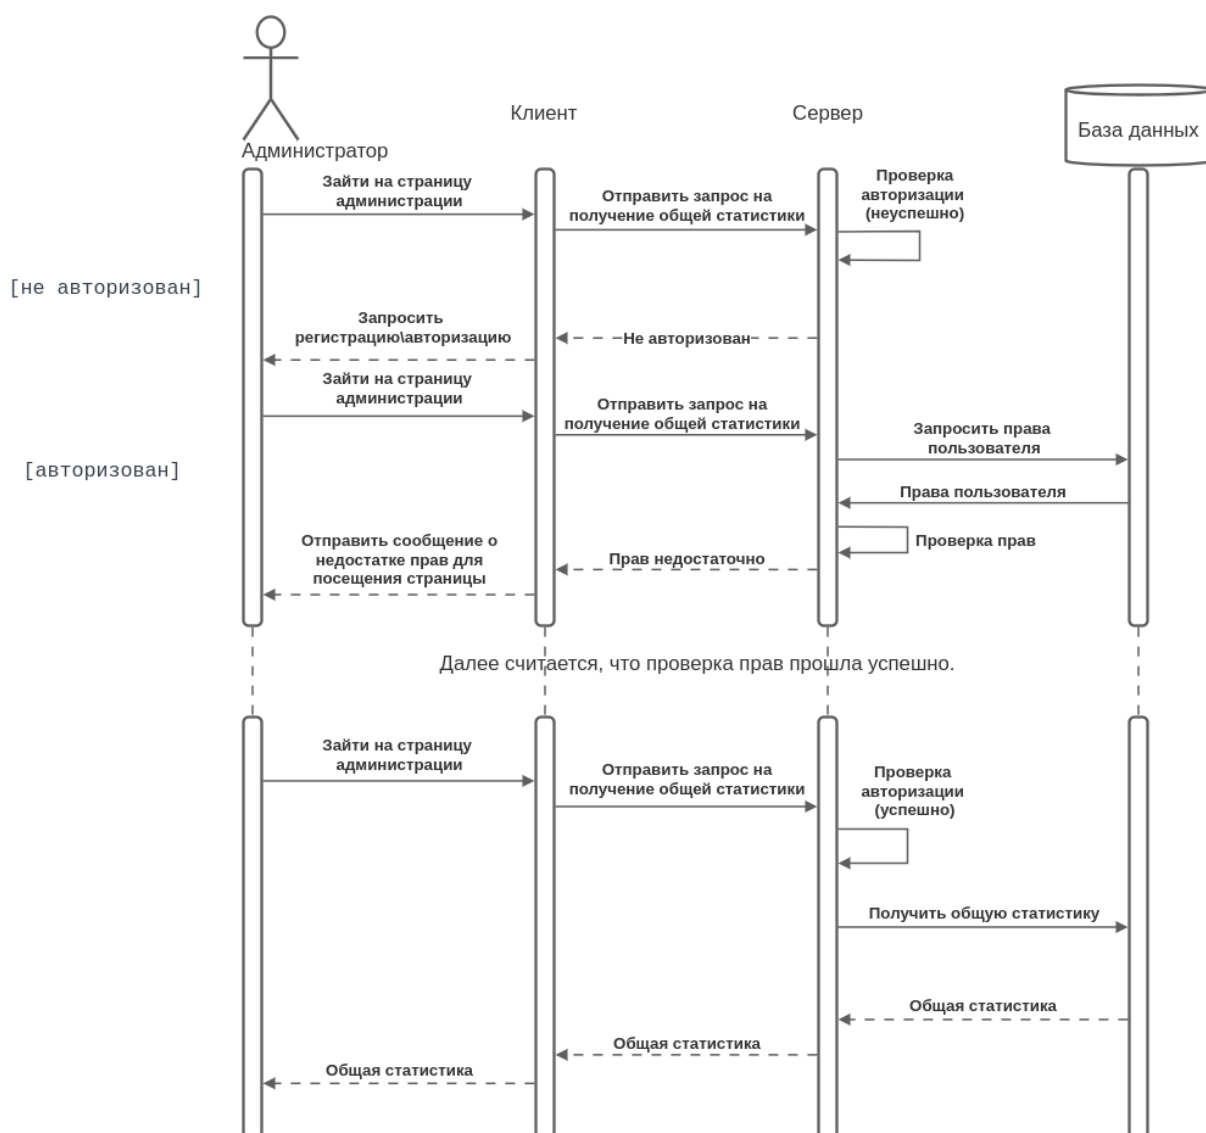 Клиент
Сервер
База данных
Администратор
Зайти на страницу
администрации
Отправить запрос на
получение общей статистики
Проверка
авторизации
(неуспешно)
[не авторизован]
Запросить
регистрацию\авторизацию
Не авторизован
Зайти на страницу
администрации
Отправить запрос на
получение общей статистики
Запросить права
пользователя
[авторизован]
Права пользователя
Проверка прав
Отправить сообщение о
недостатке прав для
посещения страницы
Прав недостаточно
Далее считается, что проверка прав прошла успешно.
Зайти на страницу
администрации
Отправить запрос на
получение общей статистики
Проверка
авторизации
(успешно)
Получить общую статистику
Общая статистика
Общая статистика
Общая статистика